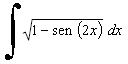 ∫ √(1 − sen (2x)) dx